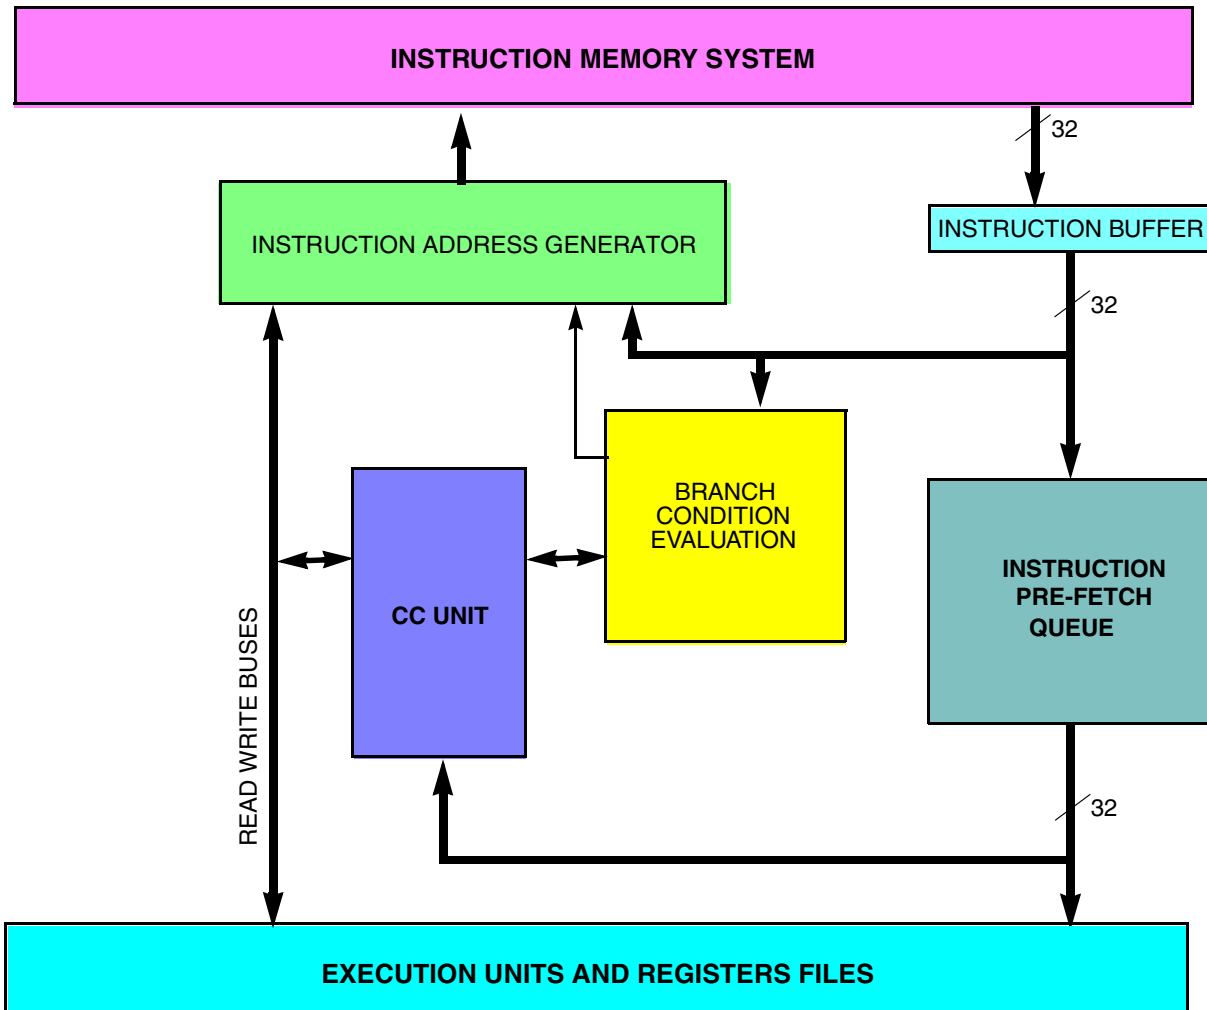 INSTRUCTION MEMORY SYSTEM
32
INSTRUCTION ADDRESS GENERATOR
INSTRUCTION BUFFER
32
BRANCH
CONDITION
EVALUATION
INSTRUCTION
PRE-FETCH
QUEUE
CC UNIT
READ WRITE BUSES
32
EXECUTION UNITS AND REGISTERS FILES